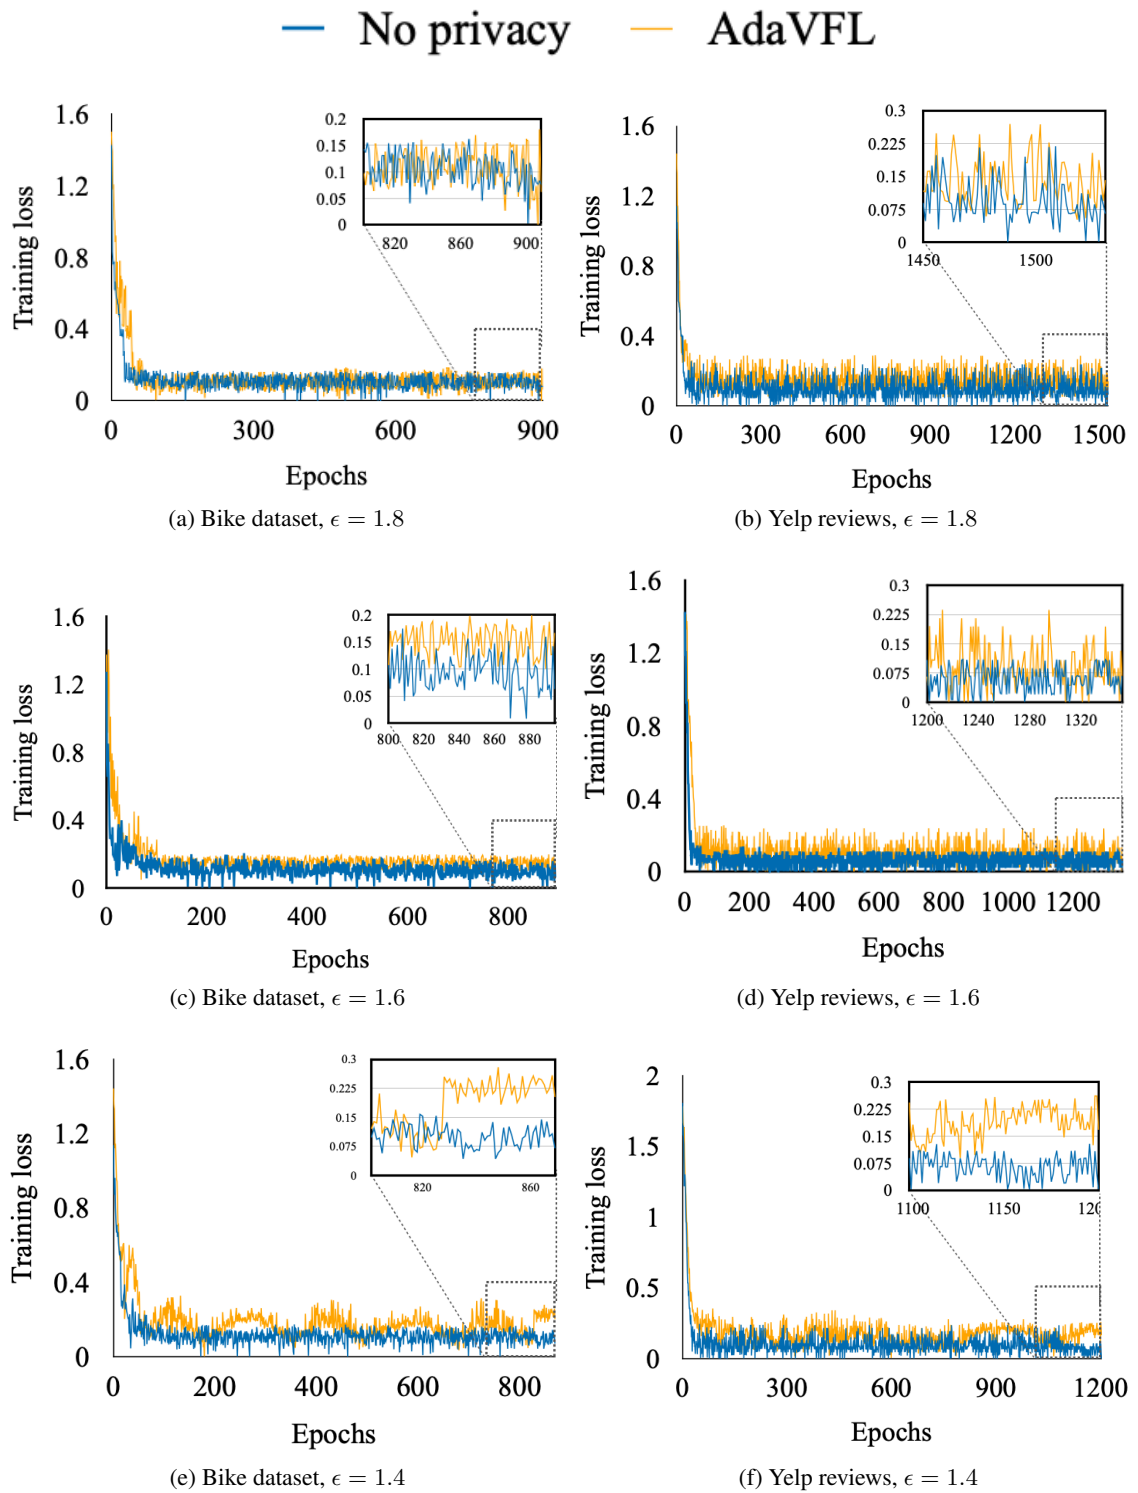 No privacy AdaVFL
1.6
1.2
0.8
0.4
0
Training loss
0.2
0.15
0.1
0.05
0
820 860 900
0 300 600 900
Epochs
(a) Bike dataset, ϵ = 1.8
1.6
1.2
0.8
0.4
0
Training loss
0.3
0.225
0.15
0.075
0
1450 1500
0 300 600 900 1200 1500
Epochs
(b) Yelp reviews, ϵ = 1.8
1.6
1.2
0.8
0.4
0
Training loss
0.2
0.15
0.1
0.05
0
800 820 840 860 880
0 200 400 600 800
Epochs
(c) Bike dataset, ϵ = 1.6
1.6
1.2
0.8
0.4
0
Training loss
0.3
0.225
0.15
0.075
0
1200 1240 1280 1320
0 200 400 600 800 1000 1200
Epochs
(d) Yelp reviews, ϵ = 1.6
1.6
1.2
0.8
0.4
0
Training loss
0.3
0.225
0.15
0.075
0
820 860
0 200 400 600 800
Epochs
(e) Bike dataset, ϵ = 1.4
2
1.5
1
0.5
0
Training loss
0.3
0.225
0.15
0.075
0
1100 1150 120
0 300 600 900 1200
Epochs
(f) Yelp reviews, ϵ = 1.4